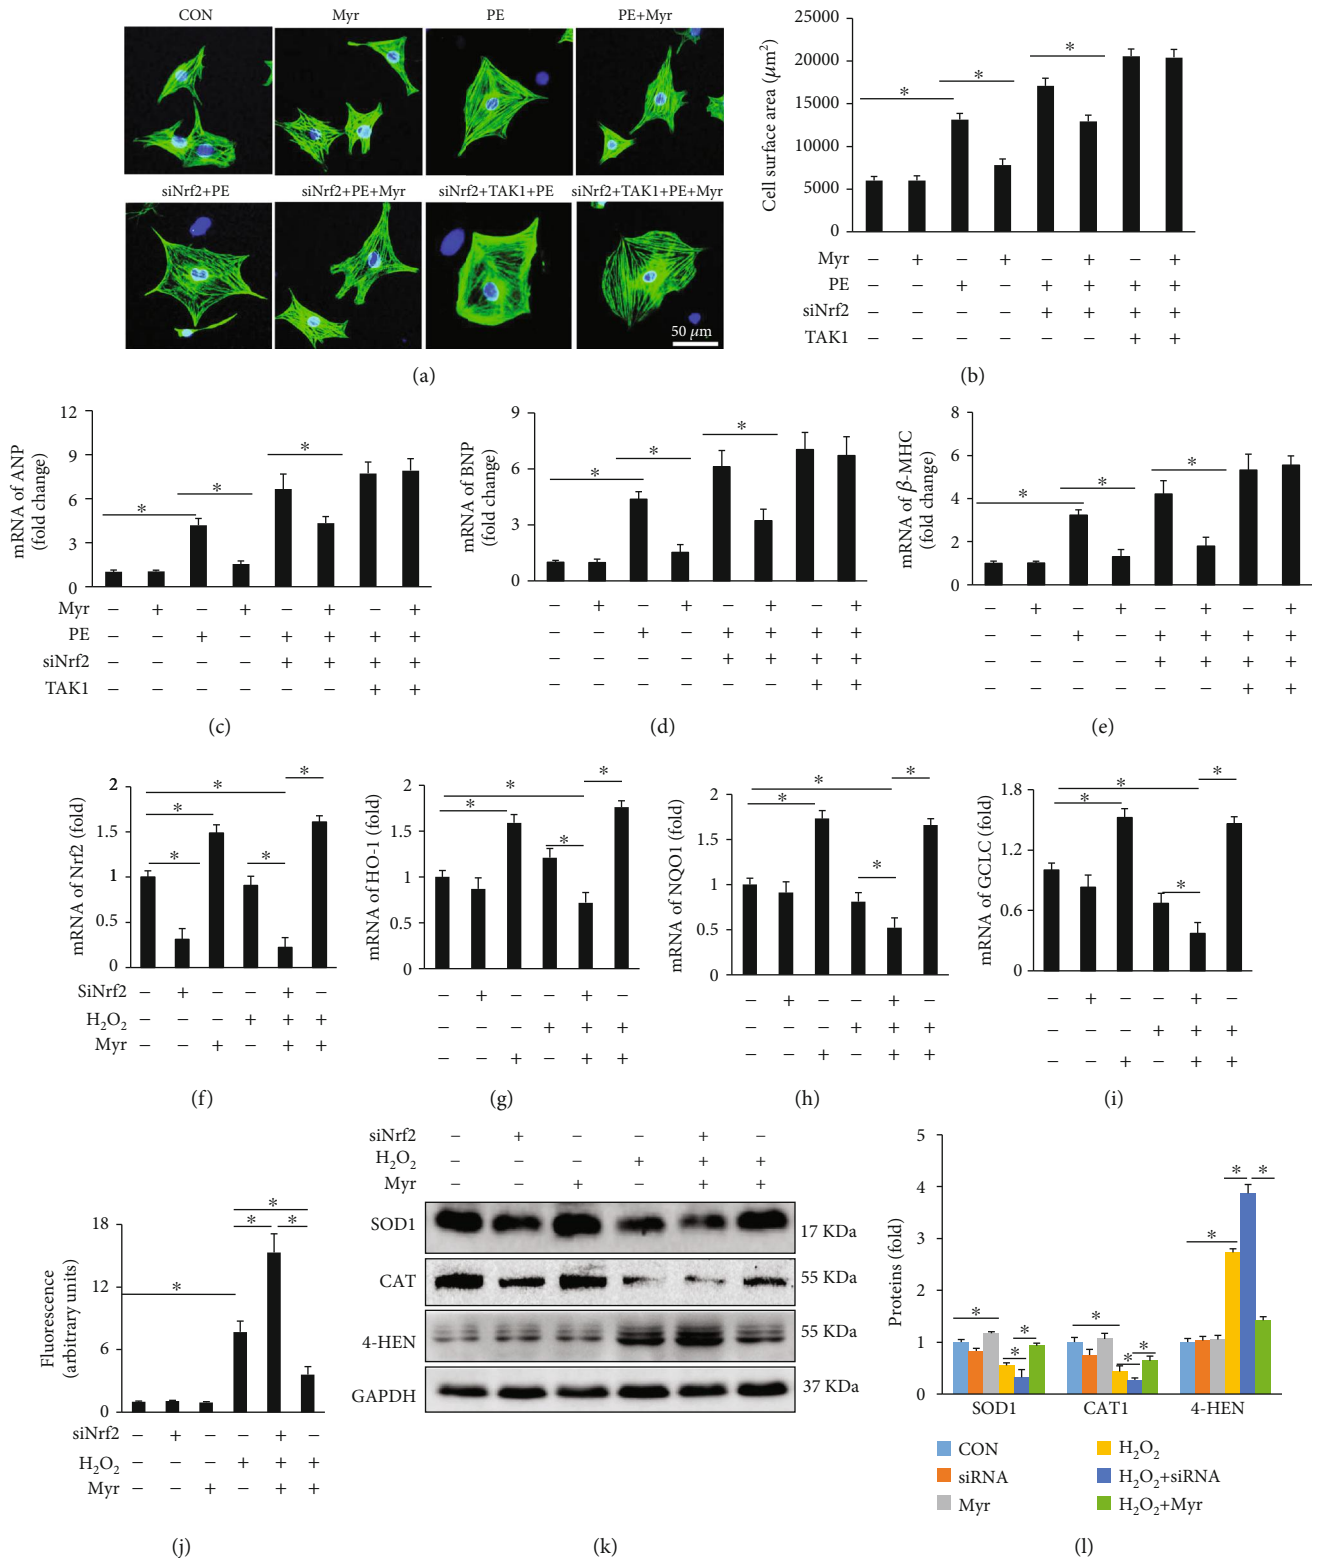 CON Myr PE PE+Myr
siNrf2+PE siNrf2+PE+Myr siNrf2+TAK1+PE siNrf2+TAK1+PE+Myr
50 μm
(a)
Cell surface area (μm²)
25000
20000
15000
10000
5000
0
* * *
Myr − + − + − + − +
PE − − + + + + + +
siNrf2 − − − − + + + +
TAK1 − − − − − − + +
(b)
mRNA of ANP
(fold change)
12
9
6
3
0
* * *
Myr − + − + − + − +
PE − − + + + + + +
siNrf2 − − − − + + + +
TAK1 − − − − − − + +
(c)
mRNA of BNP
(fold change)
9
6
3
0
* * *
− + − + − + − +
− − + + + + + +
− − − − + + + +
− − − − − − + +
(d)
mRNA of β-MHC
(fold change)
8
6
4
2
0
* * *
− + − + − + − +
− − + + + + + +
− − − − + + + +
− − − − − − + +
(e)
mRNA of Nrf2 (fold)
2
1.5
1
0.5
0
* * * * *
SiNrf2 − + − − + −
H₂O₂ − − − + + +
Myr − − + − + +
(f)
mRNA of HO-1 (fold)
2
1.5
1
0.5
0
* * * *
− + − − + −
− − − + + +
− − + − + +
(g)
mRNA of NQO1 (fold)
2
1.5
1
0.5
0
* * * *
− + − − + −
− − − + + +
− − + − + +
(h)
mRNA of GCLC (fold)
1.8
1.2
0.6
0
* * * *
− + − − + −
− − − + + +
− − + − + +
(i)
Fluorescence
(arbitrary units)
18
12
6
0
* * * *
siNrf2 − + − − + −
H₂O₂ − − − + + +
Myr − − + − + +
(j)
siNrf2 − + − − + −
H₂O₂ − − − + + +
Myr − − + − + +
SOD1 17 KDa
CAT 55 KDa
4-HEN 55 KDa
GAPDH 37 KDa
(k)
Proteins (fold)
5
4
3
2
1
0
* * * * * * * * *
SOD1 CAT1 4-HEN
CON H₂O₂
siRNA H₂O₂+siRNA
Myr H₂O₂+Myr
(l)